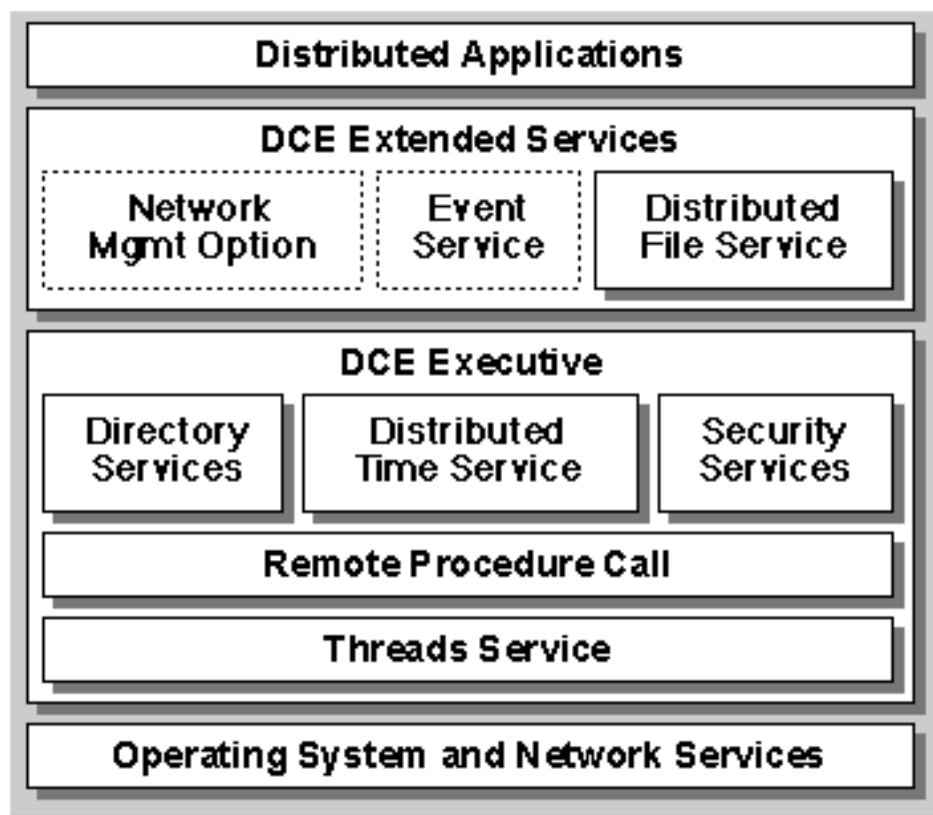 Distributed Applications
DCE Extended Services
Network
Mgmt Option
Event
Service
Distributed
File Service
DCE Executive
Directory
Services
Distributed
Time Service
Security
Services
Remote Procedure Call
Threads Service
Operating System and Network Services